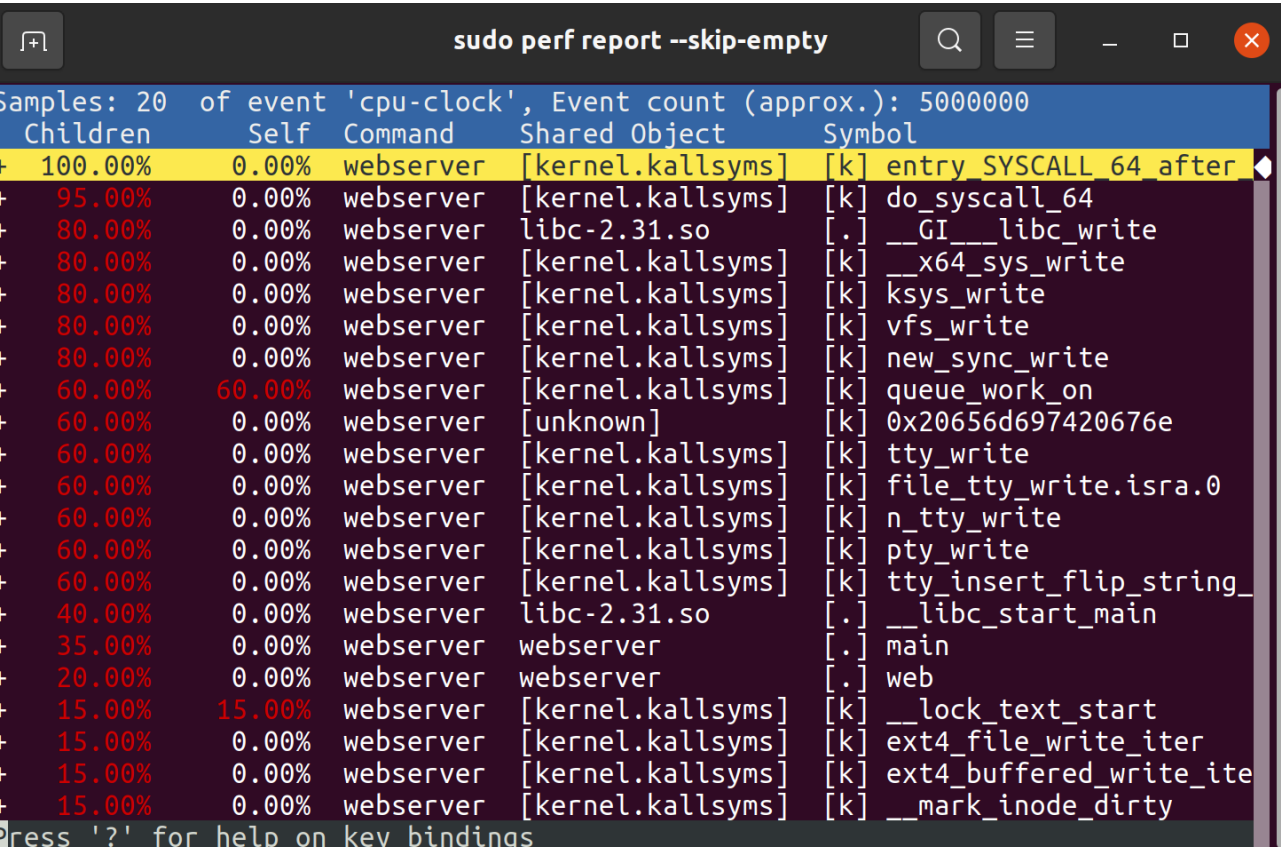 sudo perf report --skip-empty
Samples: 20 of event 'cpu-clock', Event count (approx.): 5000000
Children Self Command Shared Object Symbol
+ 100.00% 0.00% webserver [kernel.kallsyms] [k] entry_SYSCALL_64_after_
+ 95.00% 0.00% webserver [kernel.kallsyms] [k] do_syscall_64
+ 80.00% 0.00% webserver libc-2.31.so [.] __GI___libc_write
+ 80.00% 0.00% webserver [kernel.kallsyms] [k] __x64_sys_write
+ 80.00% 0.00% webserver [kernel.kallsyms] [k] ksys_write
+ 80.00% 0.00% webserver [kernel.kallsyms] [k] vfs_write
+ 80.00% 0.00% webserver [kernel.kallsyms] [k] new_sync_write
+ 60.00% 60.00% webserver [kernel.kallsyms] [k] queue_work_on
+ 60.00% 0.00% webserver [unknown] [k] 0x20656d697420676e
+ 60.00% 0.00% webserver [kernel.kallsyms] [k] tty_write
+ 60.00% 0.00% webserver [kernel.kallsyms] [k] file_tty_write.isra.0
+ 60.00% 0.00% webserver [kernel.kallsyms] [k] n_tty_write
+ 60.00% 0.00% webserver [kernel.kallsyms] [k] pty_write
+ 60.00% 0.00% webserver [kernel.kallsyms] [k] tty_insert_flip_string_
+ 40.00% 0.00% webserver libc-2.31.so [.] __libc_start_main
+ 35.00% 0.00% webserver webserver [.] main
+ 20.00% 0.00% webserver webserver [.] web
+ 15.00% 15.00% webserver [kernel.kallsyms] [k] __lock_text_start
+ 15.00% 0.00% webserver [kernel.kallsyms] [k] ext4_file_write_iter
+ 15.00% 0.00% webserver [kernel.kallsyms] [k] ext4_buffered_write_ite
+ 15.00% 0.00% webserver [kernel.kallsyms] [k] __mark_inode_dirty
Press '?' for help on key bindings